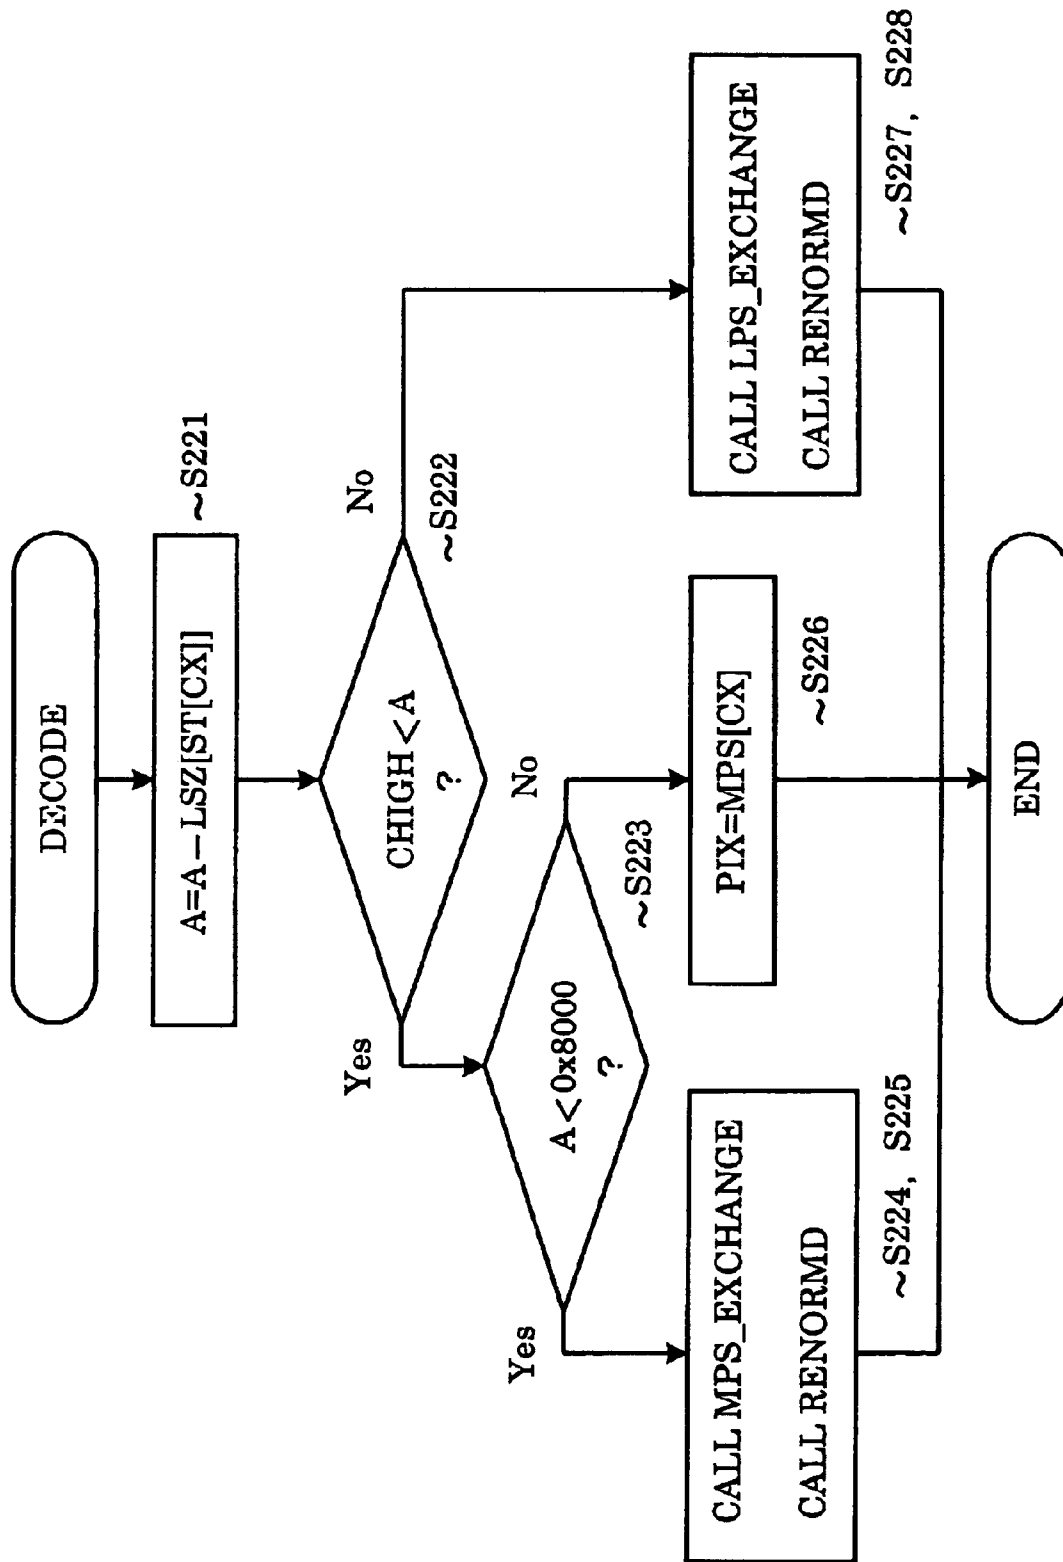 DECODE
A=A−LSZ[ST[CX]]
~S221
CHIGH<A
?
~S222
Yes
No
A<0x8000
?
~S223
Yes
No
CALL MPS_EXCHANGE
CALL RENORMD
~S224, S225
PIX=MPS[CX]
~S226
CALL LPS_EXCHANGE
CALL RENORMD
~S227, S228
END